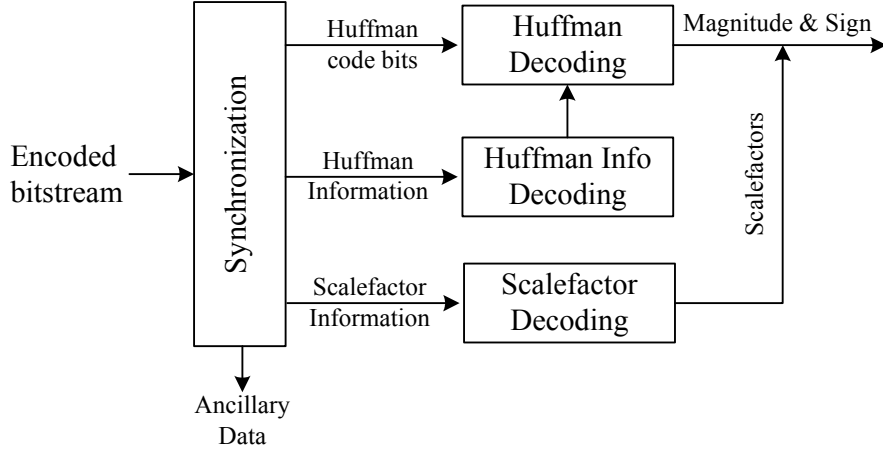 Encoded
bitstream
Synchronization
Ancillary
Data
Huffman
code bits
Huffman
Decoding
Magnitude & Sign
Huffman
Information
Huffman Info
Decoding
Scalefactors
Scalefactor
Information
Scalefactor
Decoding